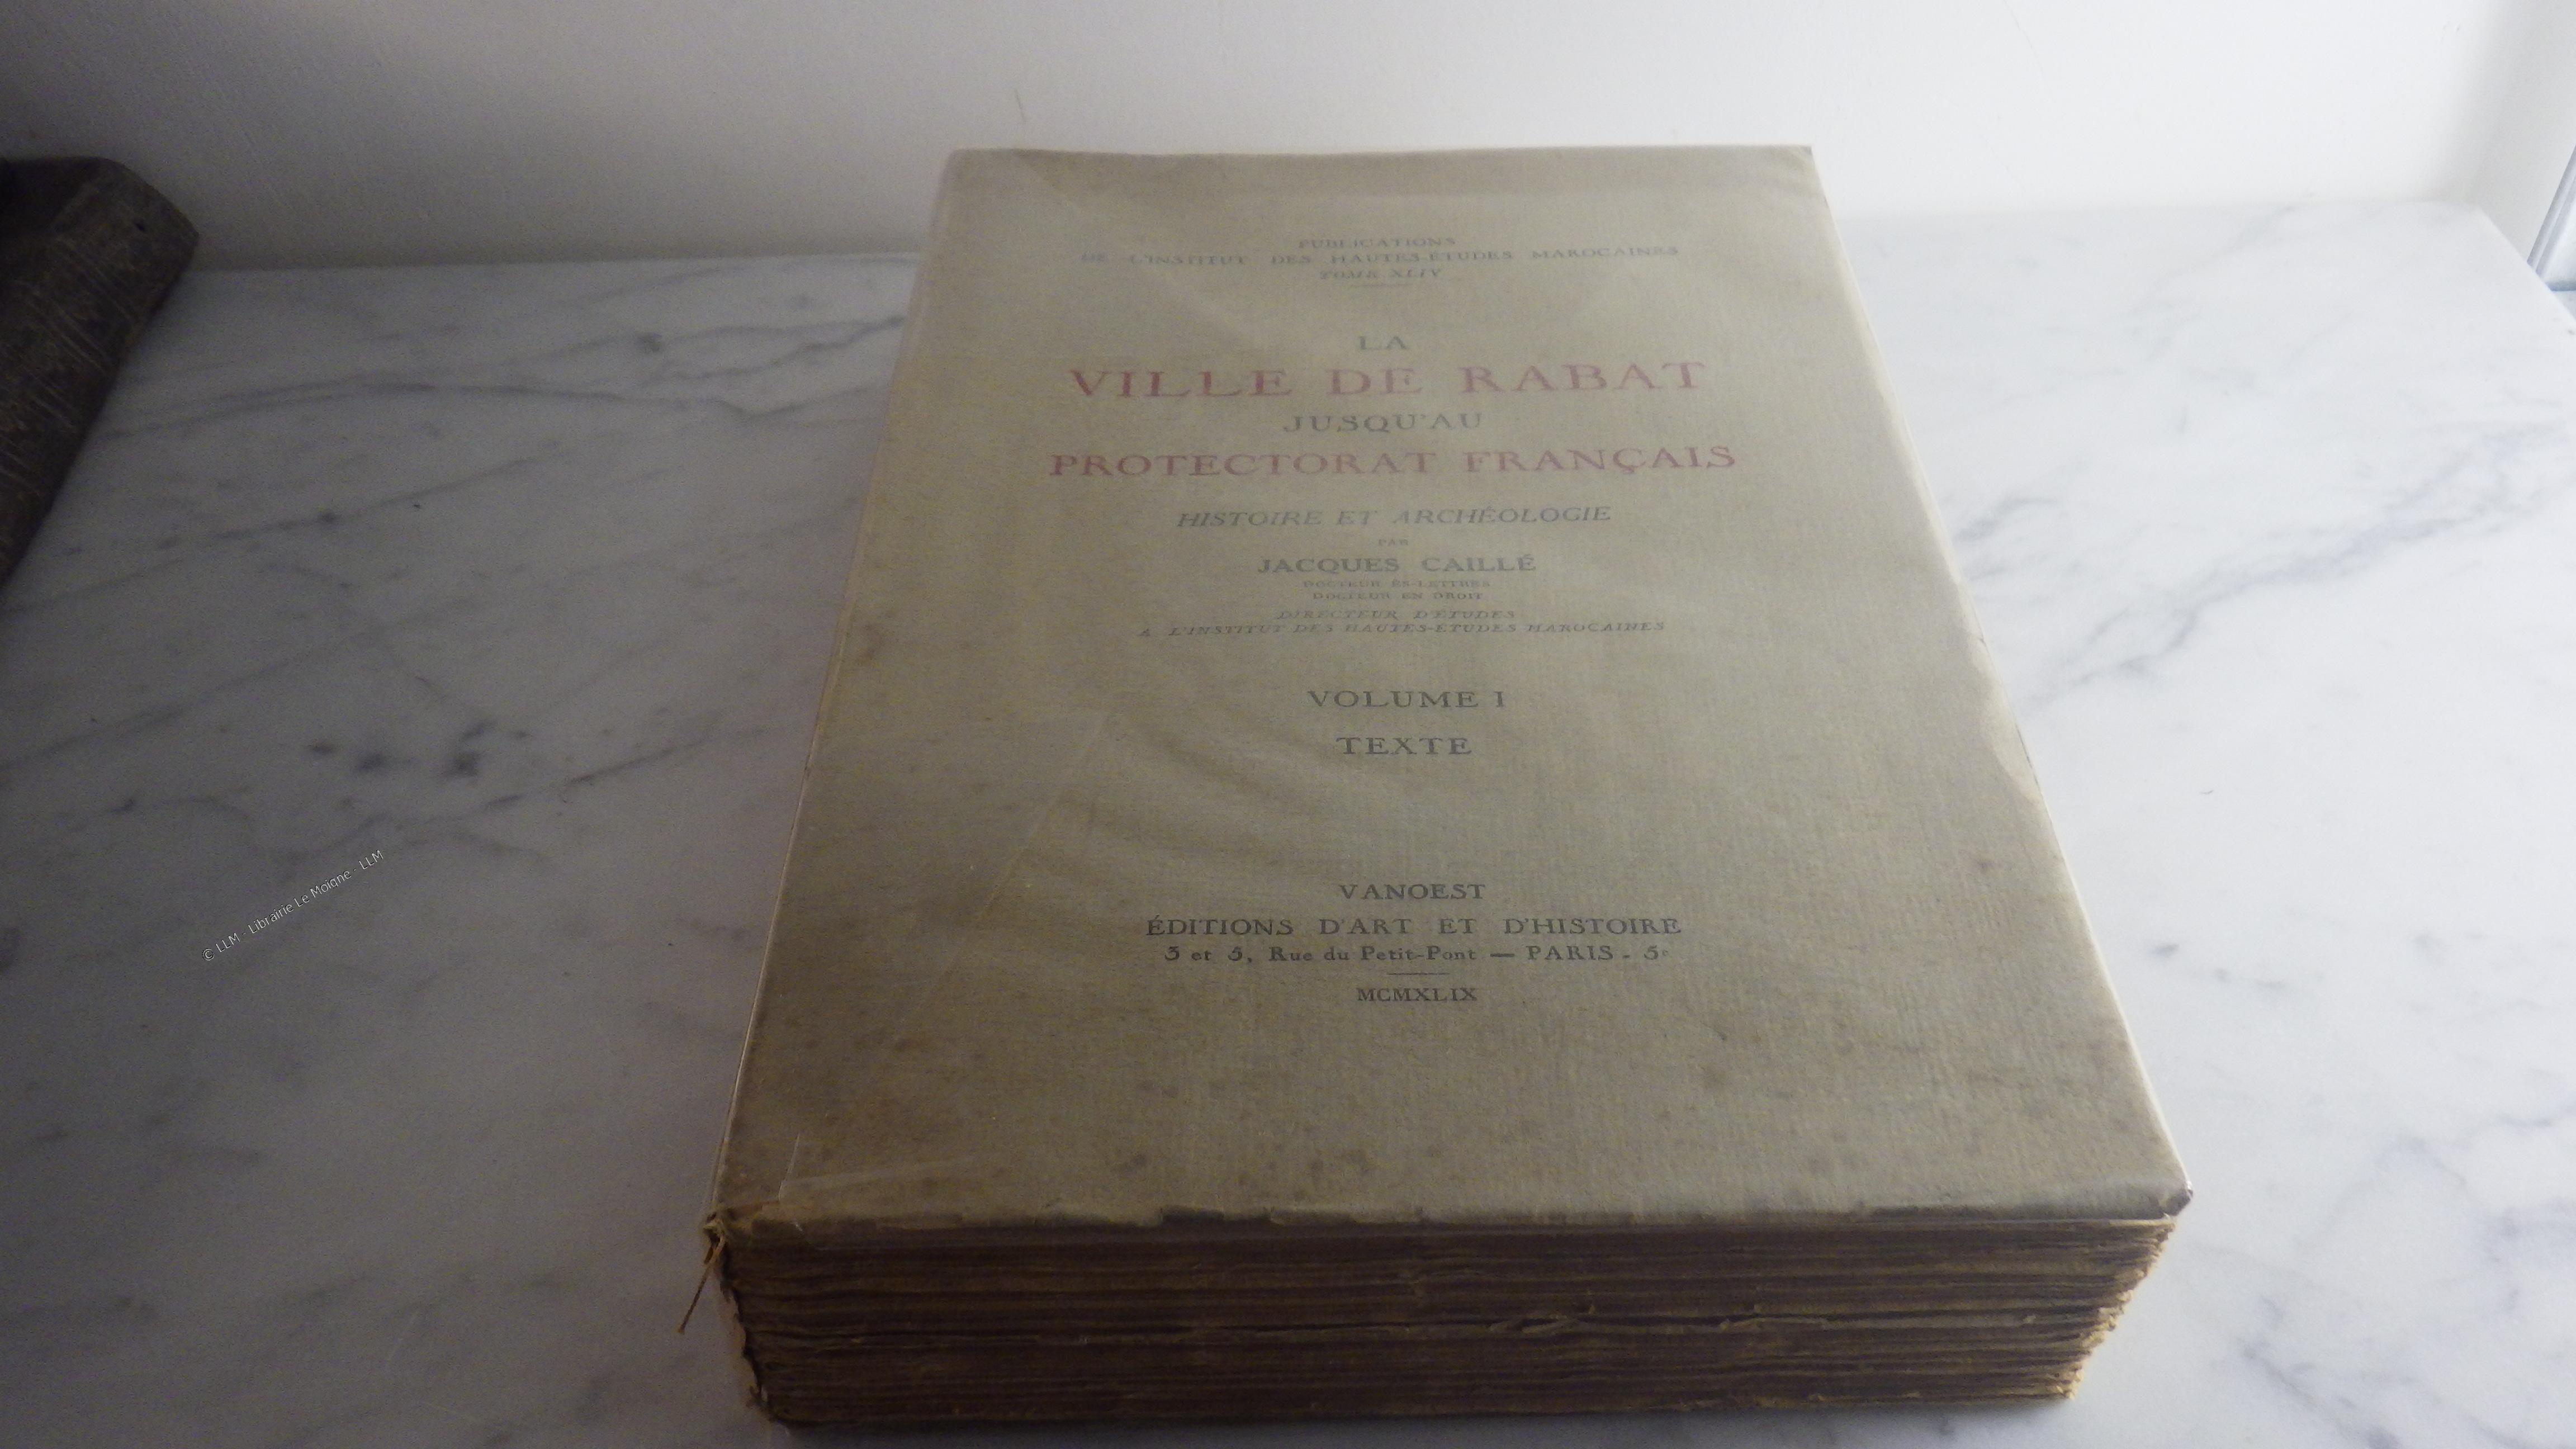 PUBLICATIONS
DE L'INSTITUT DES HAUTES-ÉTUDES MAROCAINES
TOME XLIV
LA
VILLE DE RABAT
JUSQU'AU
PROTECTORAT FRANÇAIS
HISTOIRE ET ARCHÉOLOGIE
PAR
JACQUES CAILLÉ
DOCTEUR ÈS-LETTRES
DOCTEUR EN DROIT
DIRECTEUR D'ÉTUDES
A L'INSTITUT DES HAUTES-ÉTUDES MAROCAINES
VOLUME I
TEXTE
VANOEST
ÉDITIONS D'ART ET D'HISTOIRE
3 et 5, Rue du Petit-Pont — PARIS - 5e
MCMXLIX
© LLM - Librairie Le Moigne - LLM